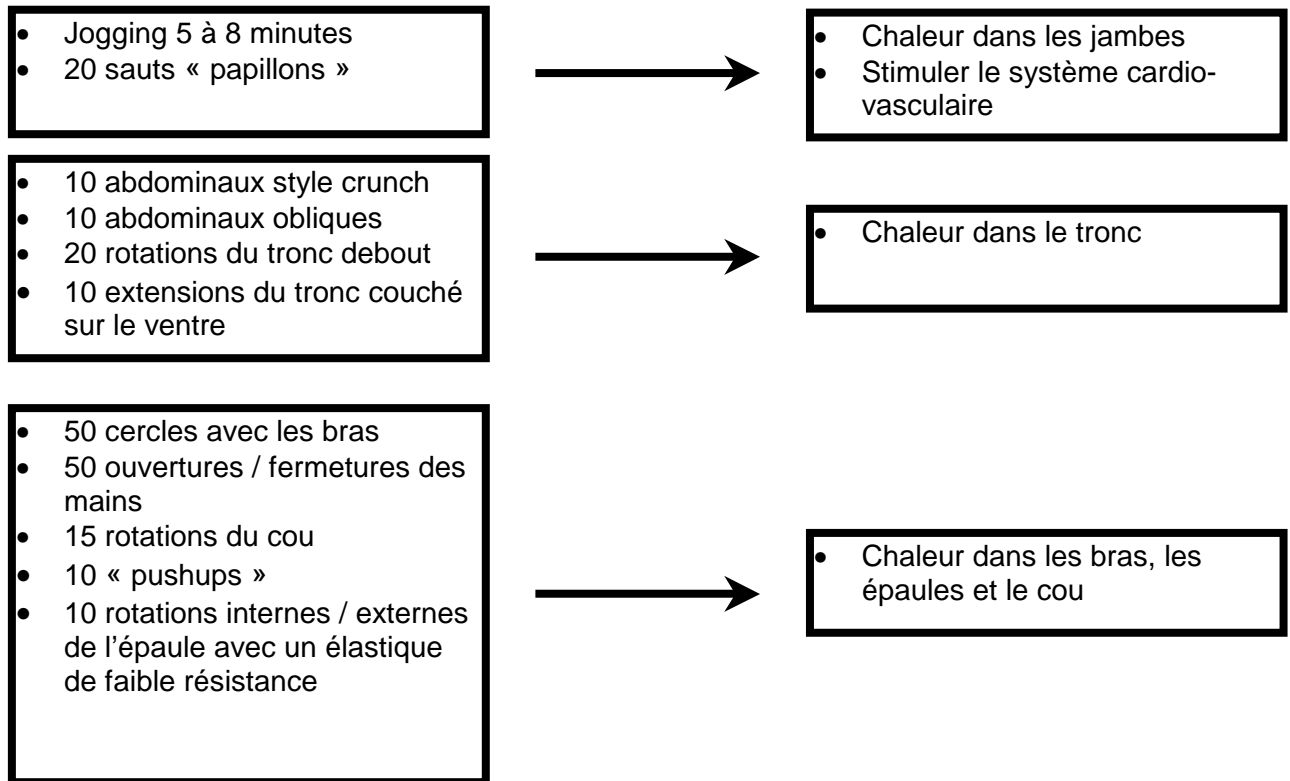 • Jogging 5 à 8 minutes
• 20 sauts « papillons »
• Chaleur dans les jambes
• Stimuler le système cardio-
vasculaire
• 10 abdominaux style crunch
• 10 abdominaux obliques
• 20 rotations du tronc debout
• 10 extensions du tronc couché
sur le ventre
• Chaleur dans le tronc
• 50 cercles avec les bras
• 50 ouvertures / fermetures des
mains
• 15 rotations du cou
• 10 « pushups »
• 10 rotations internes / externes
de l’épaule avec un élastique
de faible résistance
• Chaleur dans les bras, les
épaules et le cou